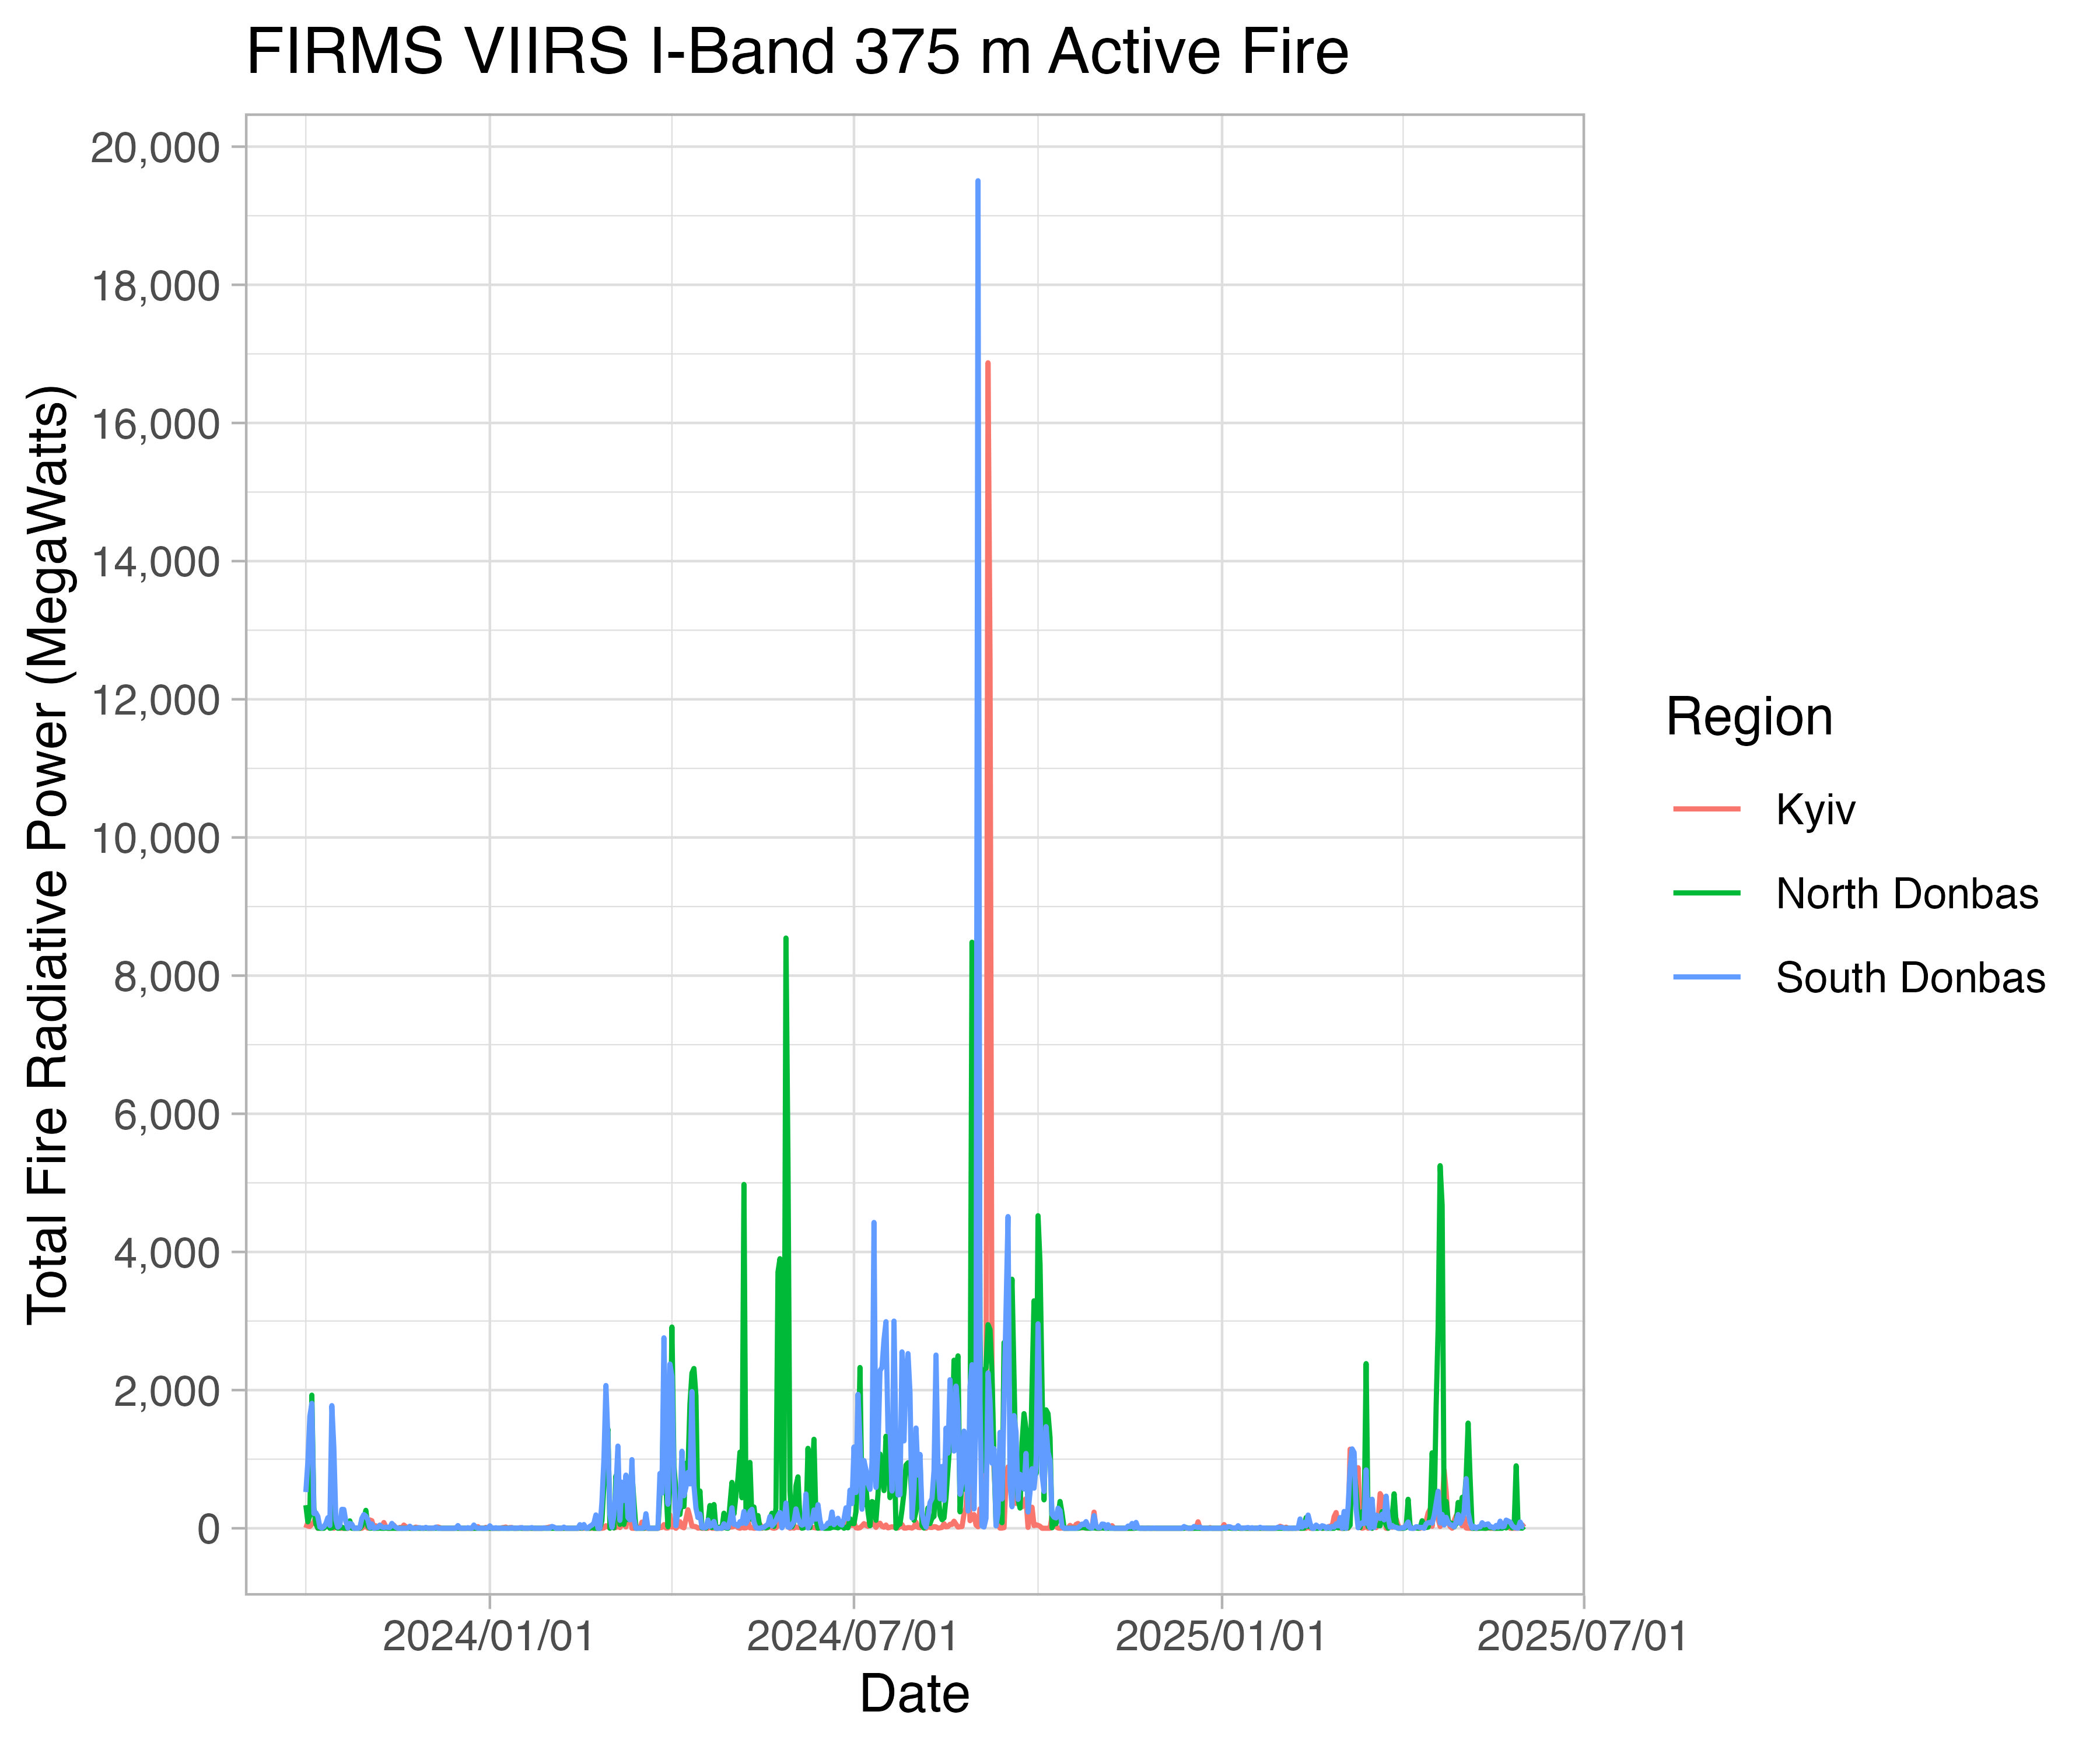 FIRMS VIIRS I-Band 375 m Active Fire
Total Fire Radiative Power (MegaWatts)
20,000
18,000
16,000
14,000
12,000
10,000
8,000
6,000
4,000
2,000
0
2024/01/01
2024/07/01
2025/01/01
2025/07/01
Date
Region
Kyiv
North Donbas
South Donbas